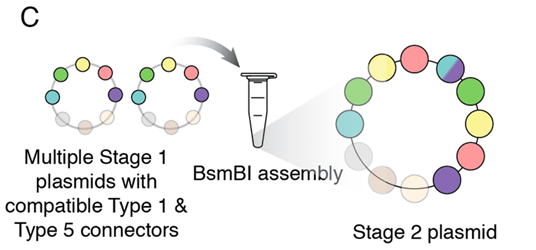 C
Multiple Stage 1
plasmids with
compatible Type 1 &
Type 5 connectors
BsmBI assembly
Stage 2 plasmid